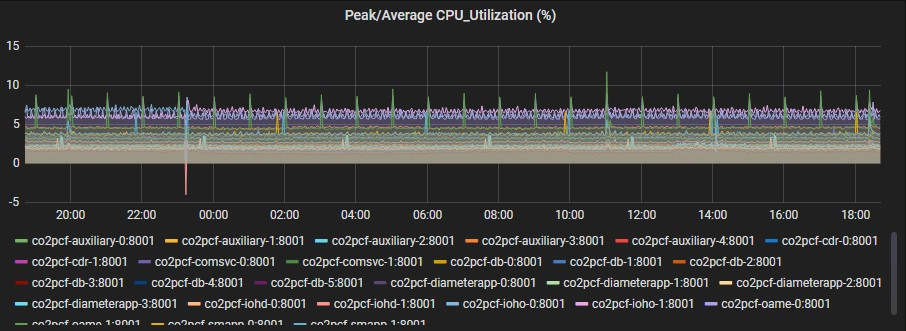 Peak/Average CPU_Utilization (%)
15
10
5
0
-5
20:00 22:00 00:00 02:00 04:00 06:00 08:00 10:00 12:00 14:00 16:00 18:00
co2pcf-auxiliary-0:8001 co2pcf-auxiliary-1:8001 co2pcf-auxiliary-2:8001 co2pcf-auxiliary-3:8001 co2pcf-auxiliary-4:8001 co2pcf-cdr-0:8001
co2pcf-cdr-1:8001 co2pcf-comsvc-0:8001 co2pcf-comsvc-1:8001 co2pcf-db-0:8001 co2pcf-db-1:8001 co2pcf-db-2:8001
co2pcf-db-3:8001 co2pcf-db-4:8001 co2pcf-db-5:8001 co2pcf-diameterapp-0:8001 co2pcf-diameterapp-1:8001 co2pcf-diameterapp-2:8001
co2pcf-diameterapp-3:8001 co2pcf-iohd-0:8001 co2pcf-iohd-1:8001 co2pcf-ioho-0:8001 co2pcf-ioho-1:8001 co2pcf-oame-0:8001
co2pcf-oame-1:8001 co2pcf-smapp-0:8001 co2pcf-smapp-1:8001